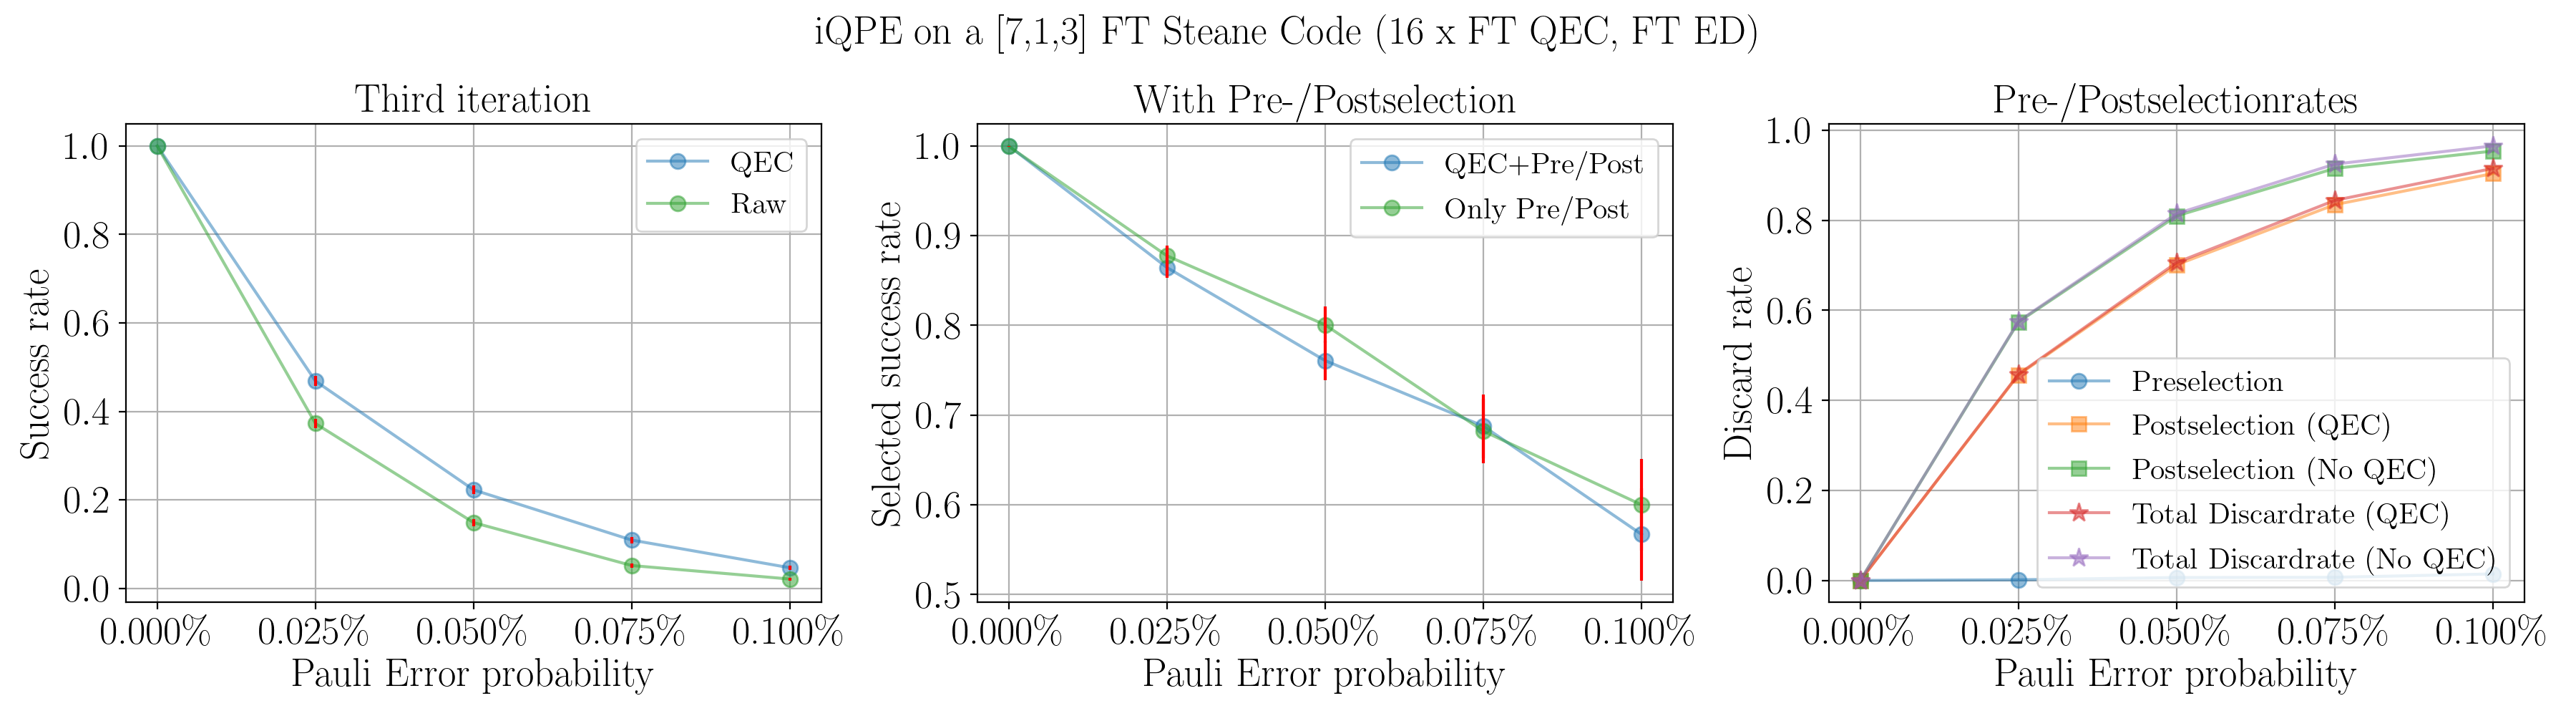 iQPE on a [7,1,3] FT Steane Code (16 x FT QEC, FT ED)
Third iteration
Success rate
1.0
0.8
0.6
0.4
0.2
0.0
QEC
Raw
0.000% 0.025% 0.050% 0.075% 0.100%
Pauli Error probability
With Pre-/Postselection
Selected success rate
1.0
0.9
0.8
0.7
0.6
0.5
QEC+Pre/Post
Only Pre/Post
0.000% 0.025% 0.050% 0.075% 0.100%
Pauli Error probability
Pre-/Postselectionrates
Discard rate
1.0
0.8
0.6
0.4
0.2
0.0
Preselection
Postselection (QEC)
Postselection (No QEC)
Total Discardrate (QEC)
Total Discardrate (No QEC)
0.000% 0.025% 0.050% 0.075% 0.100%
Pauli Error probability